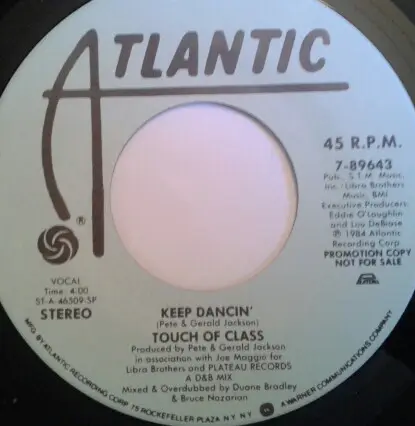 ATLANTIC
®
45 R.P.M.
7-89643
Pub., S.T.M. Music,
Inc.; Libra Brothers
Music, BMI
Executive Producers:
Eddie O'Loughlin
and Lou DeBiase
℗ 1984 Atlantic
Recording Corp.
PROMOTION COPY
NOT FOR SALE
VOCAL
Time: 4:00
ST-A-46509-SP
STEREO
KEEP DANCIN'
(Pete & Gerald Jackson)
TOUCH OF CLASS
Produced by Pete & Gerald Jackson
in association with Joe Maggio for
Libra Brothers and PLATEAU RECORDS
A D&B MIX
Mixed & Overdubbed by Duane Bradley
& Bruce Nazarian
MFG. BY ATLANTIC RECORDING CORP. 75 ROCKEFELLER PLAZA NY. NY.
A WARNER COMMUNICATIONS COMPANY